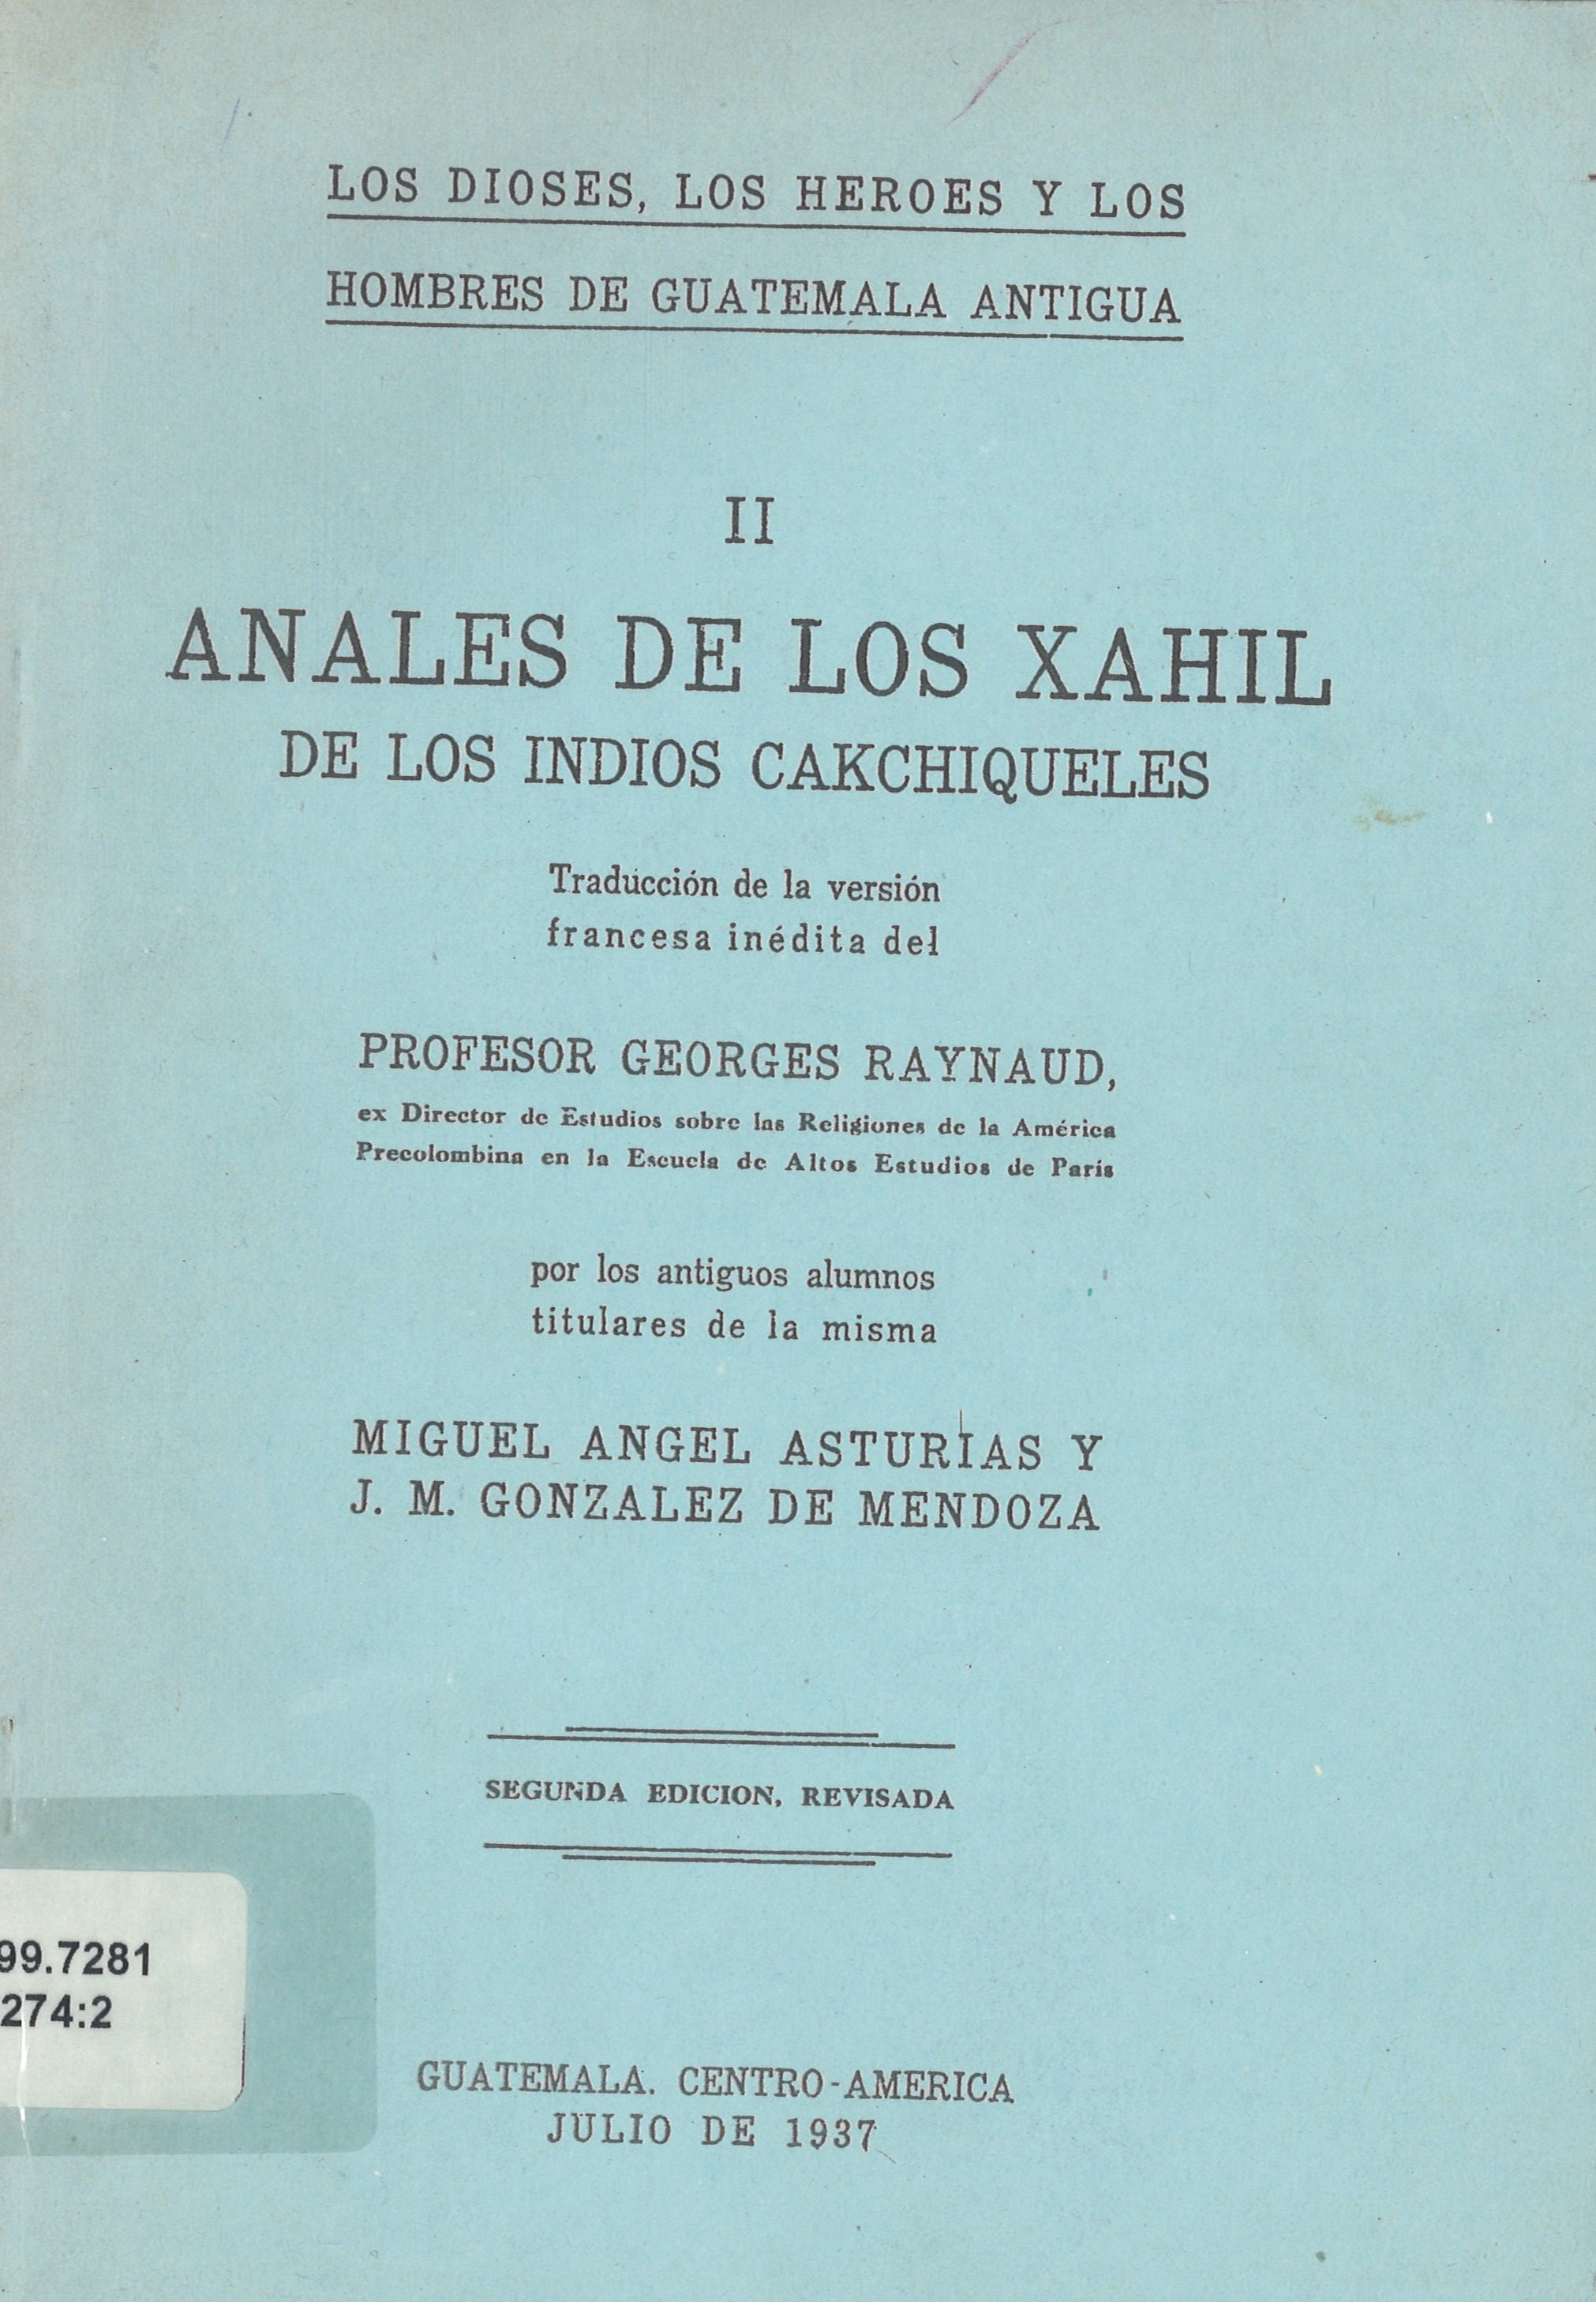 LOS DIOSES, LOS HEROES Y LOS
HOMBRES DE GUATEMALA ANTIGUA
II
ANALES DE LOS XAHIL
DE LOS INDIOS CAKCHIQUELES
Traducción de la versión
francesa inédita del
PROFESOR GEORGES RAYNAUD,
ex Director de Estudios sobre las Religiones de la América
Precolombina en la Escuela de Altos Estudios de París
por los antiguos alumnos
titulares de la misma
MIGUEL ANGEL ASTURIAS Y
J. M. GONZALEZ DE MENDOZA
SEGUNDA EDICION, REVISADA
99.7281
274:2
GUATEMALA. CENTRO-AMERICA
JULIO DE 1937